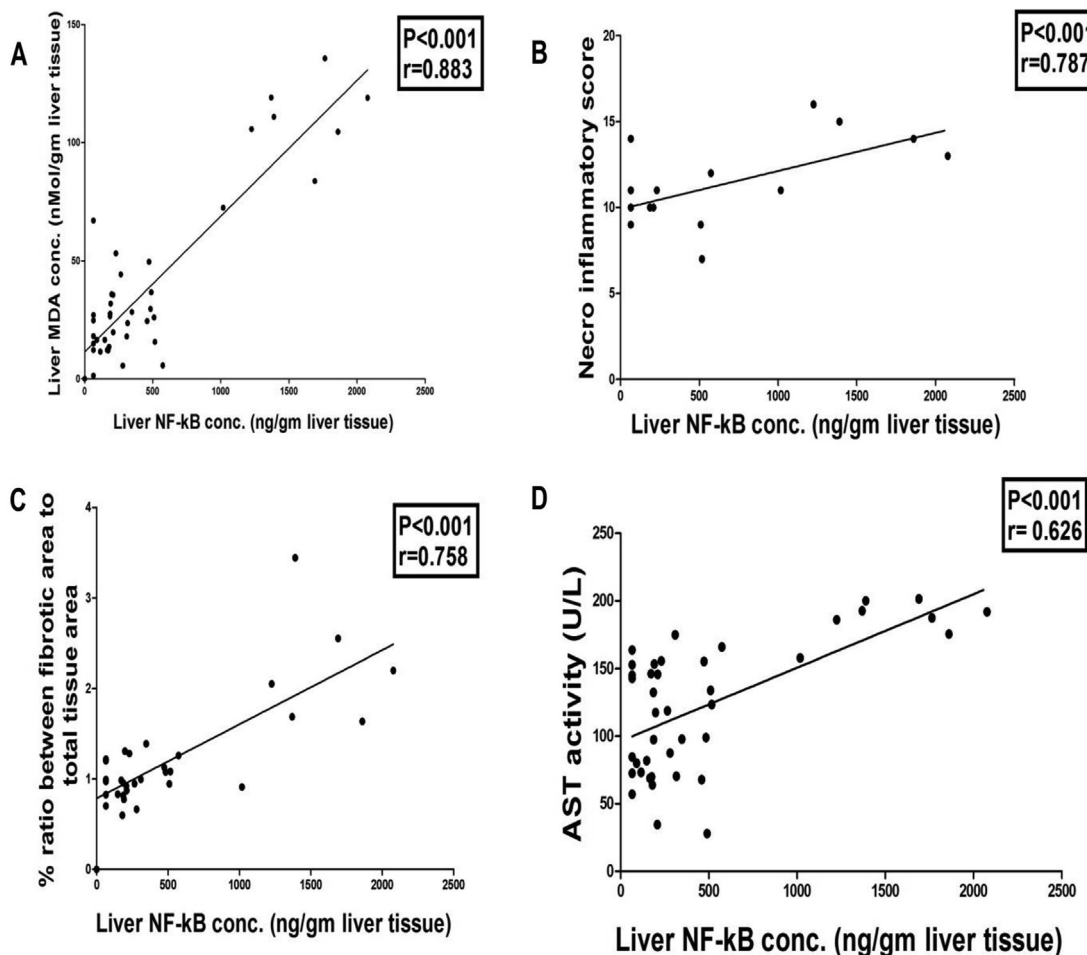 A
P<0.001
r=0.883
Liver MDA conc. (nMol/gm liver tissue)
150
100
50
0
0 500 1000 1500 2000 2500
Liver NF-kB conc. (ng/gm liver tissue)
B
P<0.001
r=0.787
Necro inflammatory score
20
15
10
5
0
0 500 1000 1500 2000 2500
Liver NF-kB conc. (ng/gm liver tissue)
C
P<0.001
r=0.758
% ratio between fibrotic area to
total tissue area
4
3
2
1
0
0 500 1000 1500 2000 2500
Liver NF-kB conc. (ng/gm liver tissue)
D
P<0.001
r= 0.626
AST activity (U/L)
250
200
150
100
50
0
0 500 1000 1500 2000 2500
Liver NF-kB conc. (ng/gm liver tissue)